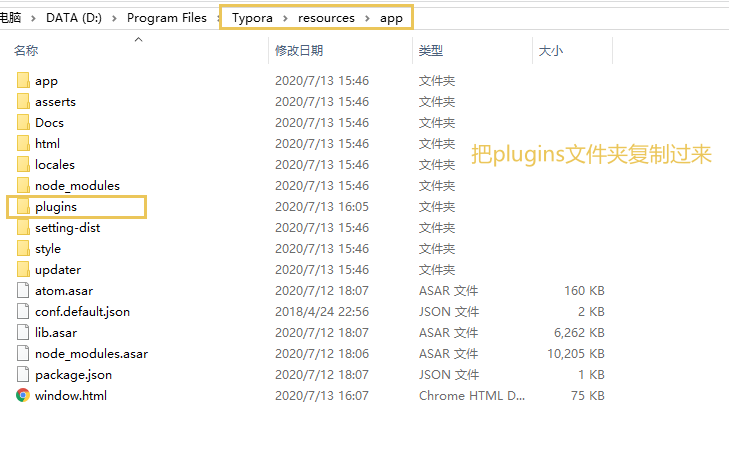 电脑 › DATA (D:) › Program Files › Typora › resources › app
名称 修改日期 类型 大小
app 2020/7/13 15:46 文件夹
asserts 2020/7/13 15:46 文件夹
Docs 2020/7/13 15:46 文件夹
html 2020/7/13 15:46 文件夹
locales 2020/7/13 15:46 文件夹
node_modules 2020/7/13 15:46 文件夹
plugins 2020/7/13 16:05 文件夹
setting-dist 2020/7/13 15:46 文件夹
style 2020/7/13 15:46 文件夹
updater 2020/7/13 15:46 文件夹
atom.asar 2020/7/12 18:07 ASAR 文件 160 KB
conf.default.json 2018/4/24 22:56 JSON 文件 2 KB
lib.asar 2020/7/12 18:07 ASAR 文件 6,262 KB
node_modules.asar 2020/7/12 18:06 ASAR 文件 10,205 KB
package.json 2020/7/12 18:07 JSON 文件 1 KB
window.html 2020/7/13 16:07 Chrome HTML D... 75 KB
把plugins文件夹复制过来